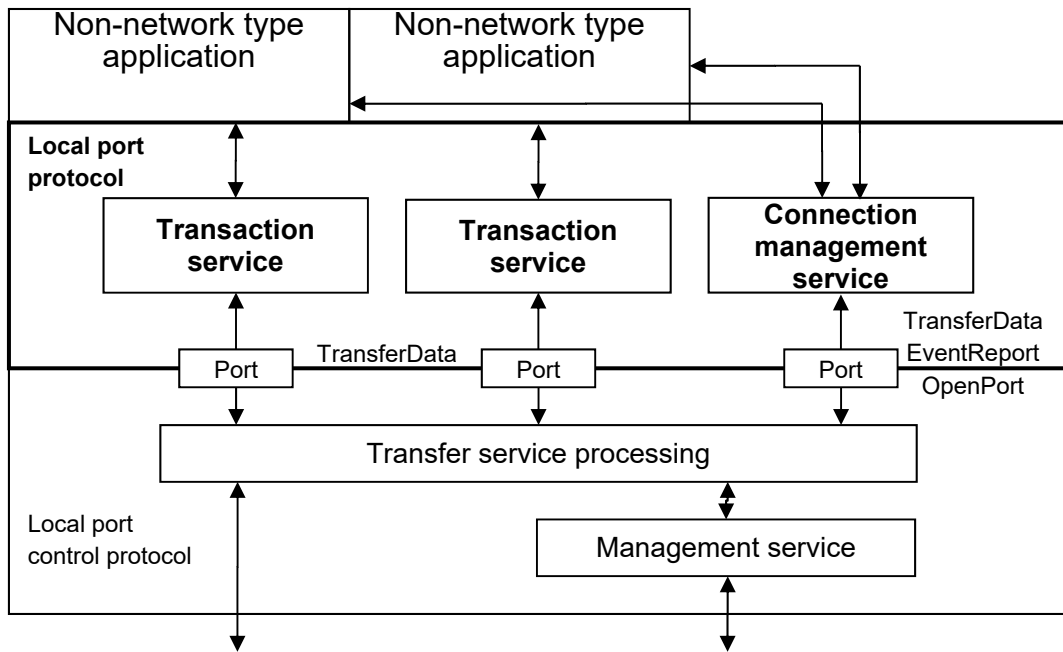 Non-network type
application
Non-network type
application
Local port
protocol
Transaction
service
Transaction
service
Connection
management
service
TransferData
EventReport
OpenPort
Port
TransferData
Port
Port
Transfer service processing
Local port
control protocol
Management service